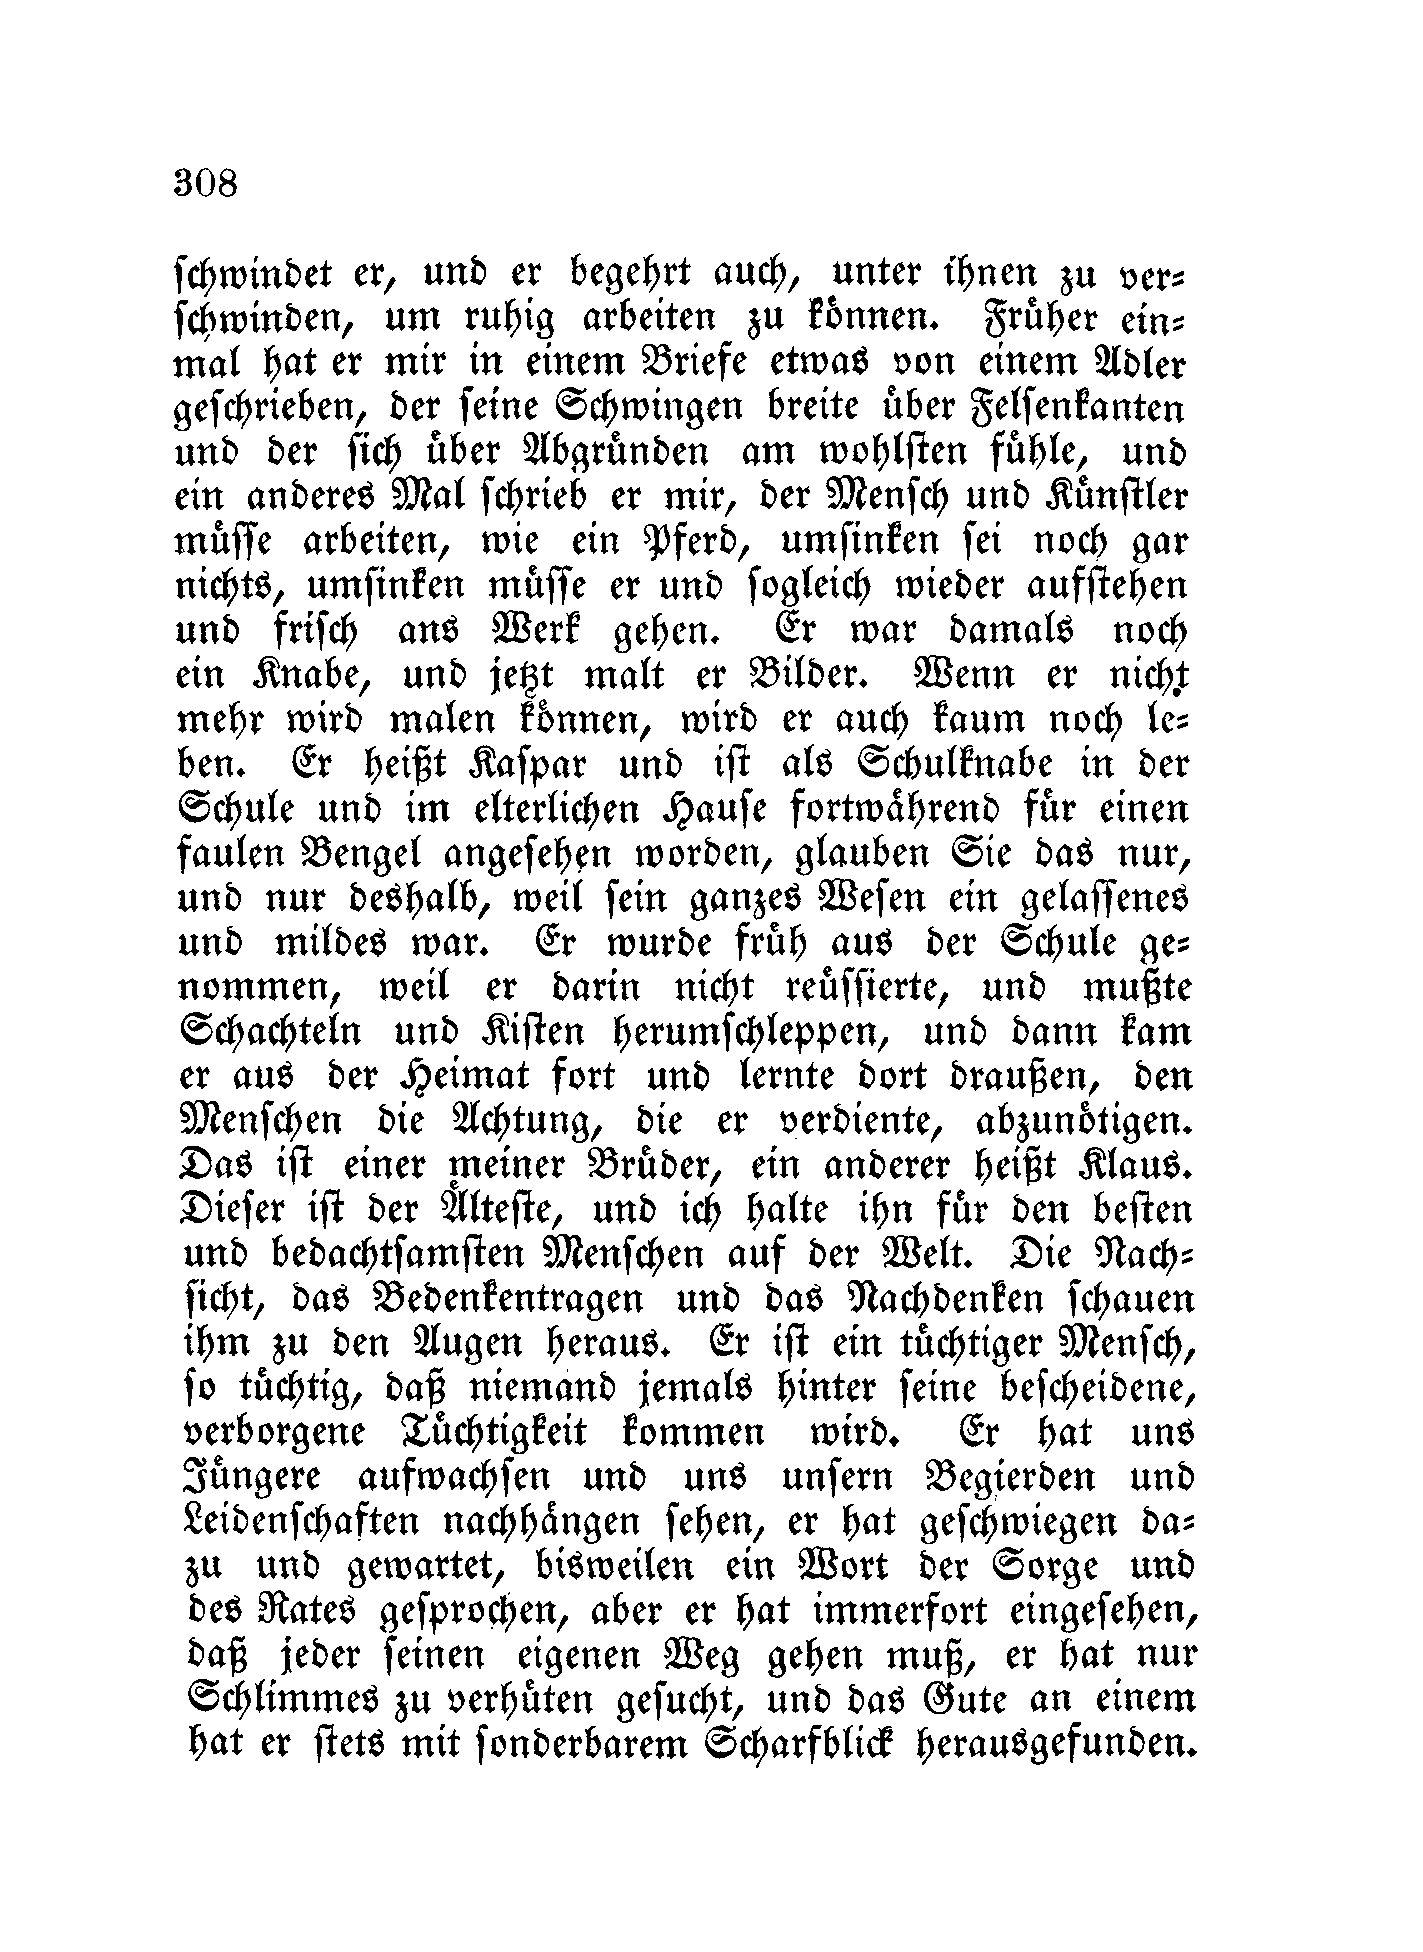 308
schwindet er, und er begehrt auch, unter ihnen zu ver-
schwinden, um ruhig arbeiten zu können. Früher ein-
mal hat er mir in einem Briefe etwas von einem Adler
geschrieben, der seine Schwingen breite über Felsenkanten
und der sich über Abgründen am wohlsten fühle, und
ein anderes Mal schrieb er mir, der Mensch und Künstler
müsse arbeiten, wie ein Pferd, umsinken sei noch gar
nichts, umsinken müsse er und sogleich wieder aufstehen
und frisch ans Werk gehen. Er war damals noch
ein Knabe, und jetzt malt er Bilder. Wenn er nicht
mehr wird malen können, wird er auch kaum noch le-
ben. Er heißt Kaspar und ist als Schulknabe in der
Schule und im elterlichen Hause fortwährend für einen
faulen Bengel angesehen worden, glauben Sie das nur,
und nur deshalb, weil sein ganzes Wesen ein gelassenes
und mildes war. Er wurde früh aus der Schule ge-
nommen, weil er darin nicht reüssierte, und mußte
Schachteln und Kisten herumschleppen, und dann kam
er aus der Heimat fort und lernte dort draußen, den
Menschen die Achtung, die er verdiente, abzunötigen.
Das ist einer meiner Brüder, ein anderer heißt Klaus.
Dieser ist der Älteste, und ich halte ihn für den besten
und bedachtsamsten Menschen auf der Welt. Die Nach-
sicht, das Bedenkentragen und das Nachdenken schauen
ihm zu den Augen heraus. Er ist ein tüchtiger Mensch,
so tüchtig, daß niemand jemals hinter seine bescheidene,
verborgene Tüchtigkeit kommen wird. Er hat uns
Jüngere aufwachsen und uns unsern Begierden und
Leidenschaften nachhängen sehen, er hat geschwiegen da-
zu und gewartet, bisweilen ein Wort der Sorge und
des Rates gesprochen, aber er hat immerfort eingesehen,
daß jeder seinen eigenen Weg gehen muß, er hat nur
Schlimmes zu verhüten gesucht, und das Gute an einem
hat er stets mit sonderbarem Scharfblick herausgefunden.